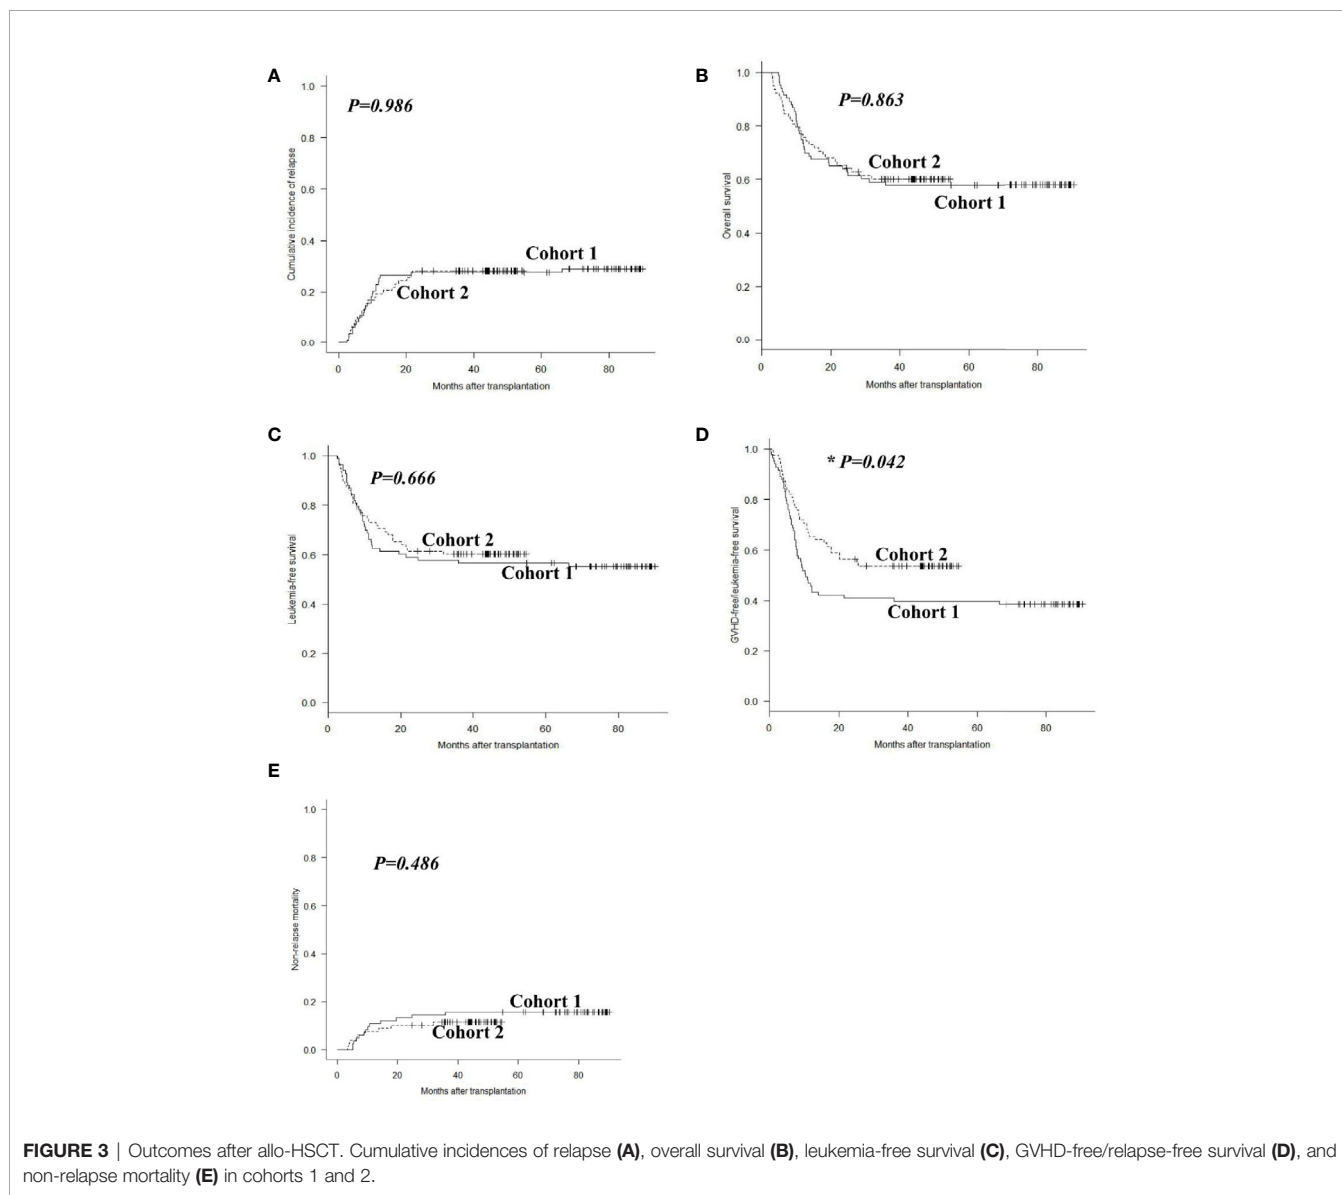 A
P=0.986
Cumulative incidence of relapse
1.0
0.8
0.6
0.4
0.2
0.0
Cohort 1
Cohort 2
0 20 40 60 80
Months after transplantation
B
P=0.863
Overall survival
1.0
0.8
0.6
0.4
0.2
0.0
Cohort 2
Cohort 1
0 20 40 60 80
Months after transplantation
C
P=0.666
Leukemia-free survival
1.0
0.8
0.6
0.4
0.2
0.0
Cohort 2
Cohort 1
0 20 40 60 80
Months after transplantation
D
* P=0.042
GVHD-free/leukemia-free survival
1.0
0.8
0.6
0.4
0.2
0.0
Cohort 2
Cohort 1
0 20 40 60 80
Months after transplantation
E
P=0.486
Non-relapse mortality
1.0
0.8
0.6
0.4
0.2
0.0
Cohort 1
Cohort 2
0 20 40 60 80
Months after transplantation
FIGURE 3 | Outcomes after allo-HSCT. Cumulative incidences of relapse (A), overall survival (B), leukemia-free survival (C), GVHD-free/relapse-free survival (D), and
non-relapse mortality (E) in cohorts 1 and 2.